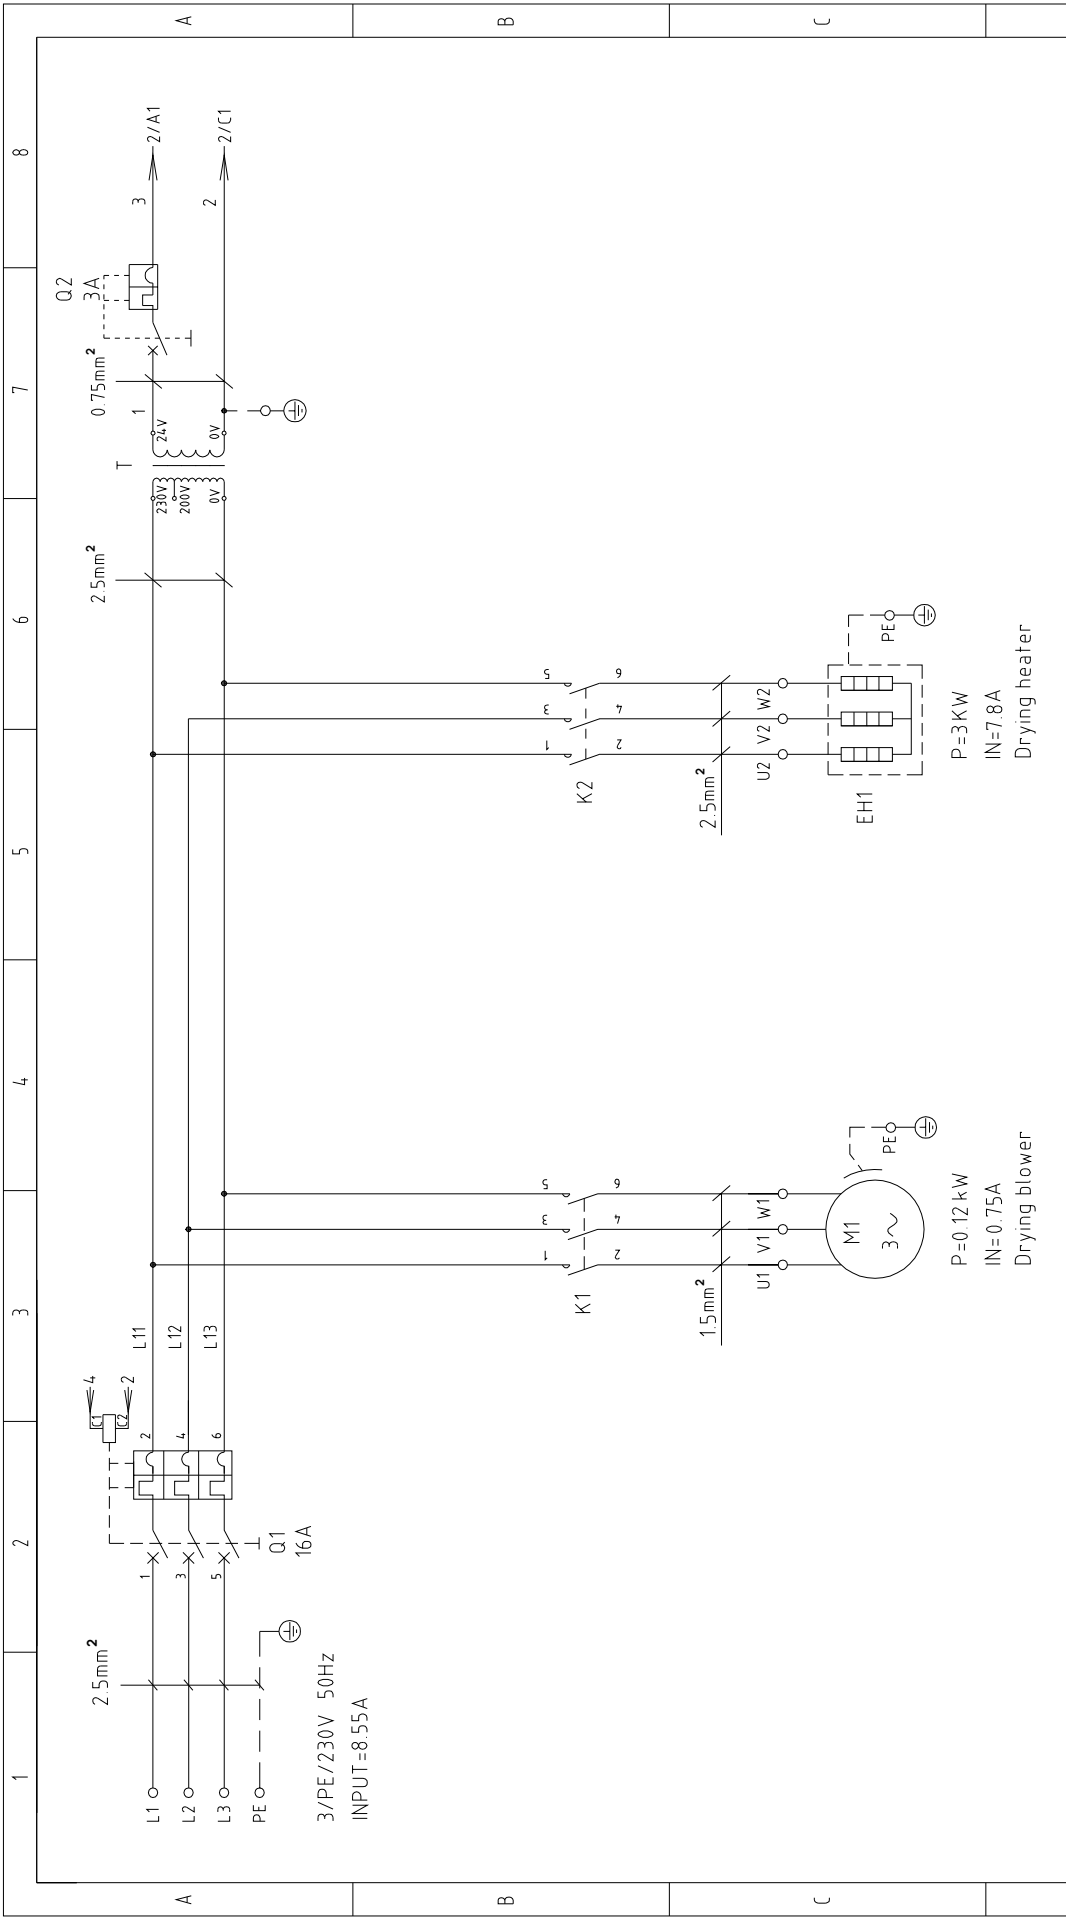 1 2 3 4 5 6 7 8
A
B
C
A
B
C
L1
L2
L3
PE
2.5mm²
3/PE/230V 50Hz
INPUT=8.55A
1
3
5
2
4
6
Q1
16A
C1
C2
4
2
L11
L12
L13
K1
1 3 5
2 4 6
1.5mm²
U1 V1 W1
M1
3~
PE
P=0.12kW
IN=0.75A
Drying blower
K2
1 3 5
2 4 6
2.5mm²
U2 V2 W2
EH1
PE
P=3KW
IN=7.8A
Drying heater
2.5mm²
T
230V
200V
0V
24V
0V
1
0.75mm²
Q2
3A
3
2
2/A1
2/C1